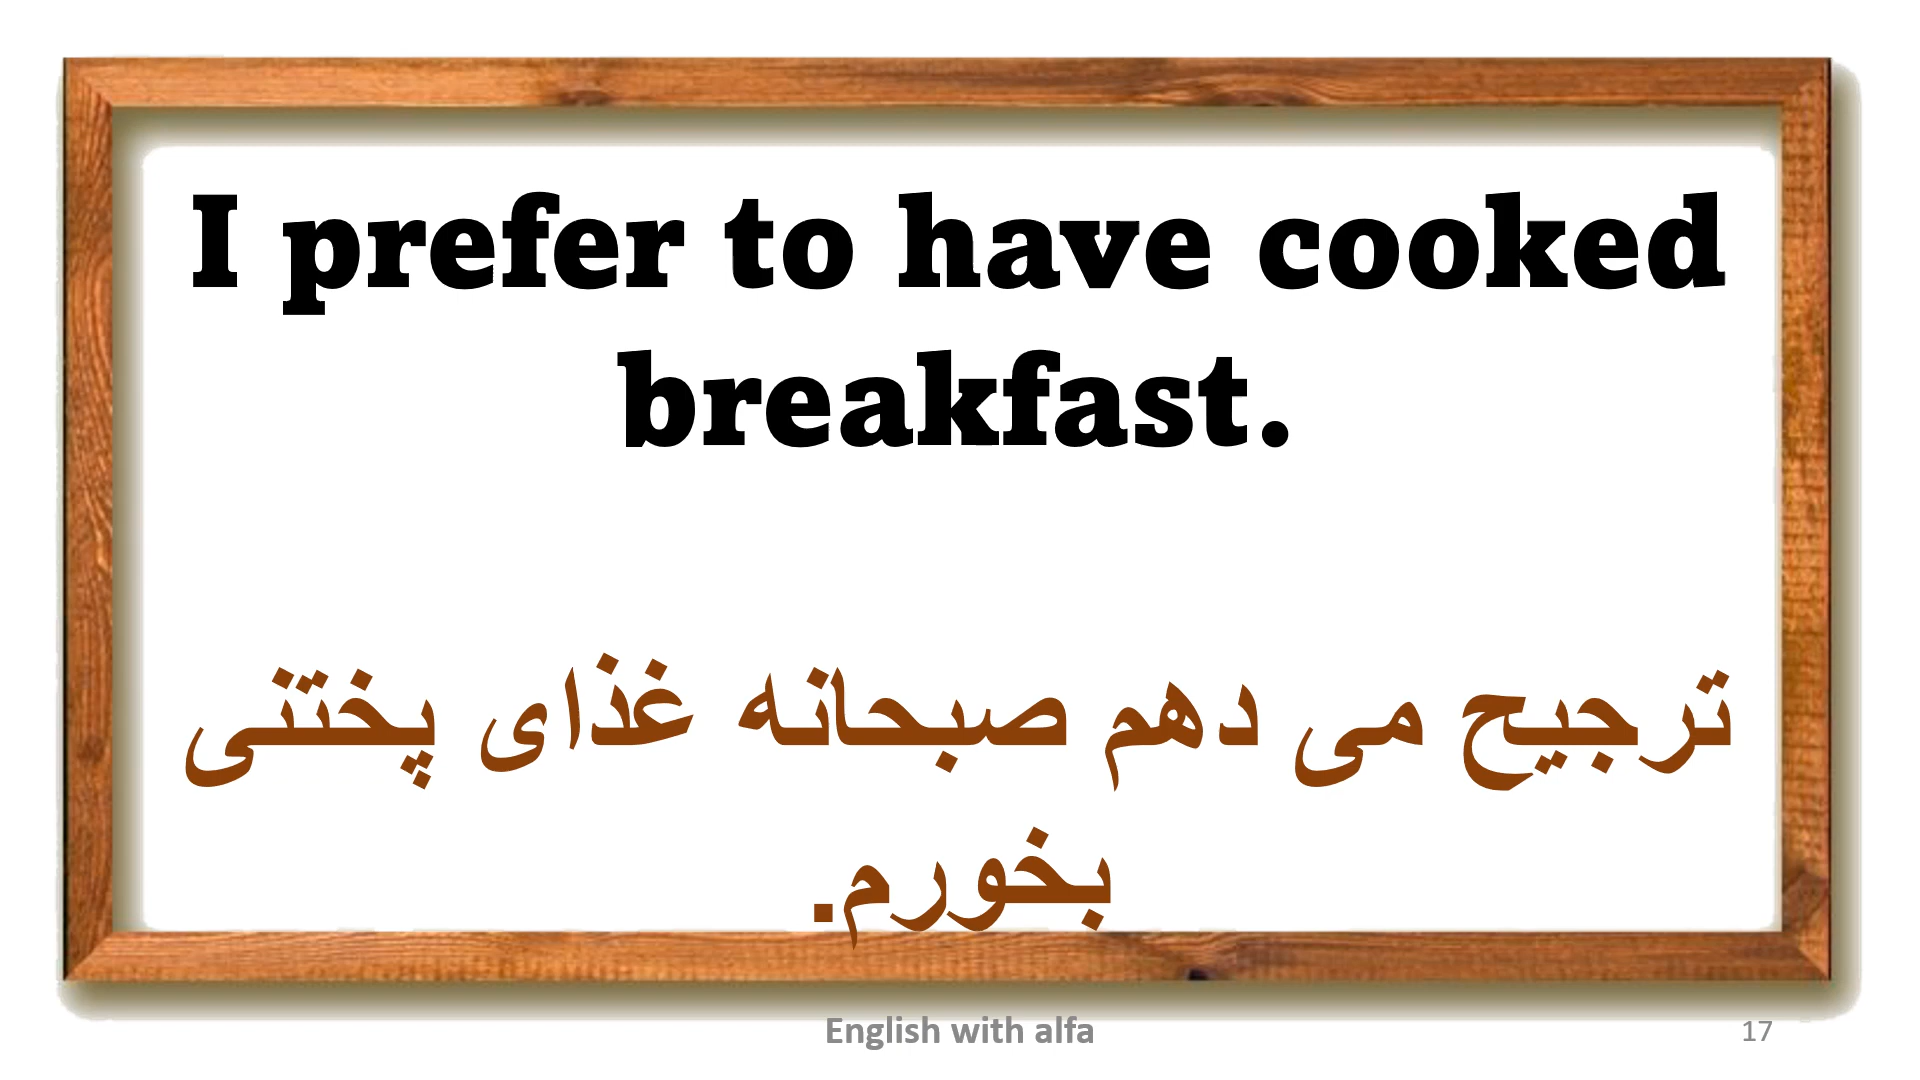 I prefer to have cooked
breakfast.
ترجیح می دهم صبحانه غذای پختنی
بخورم.
English with alfa
17